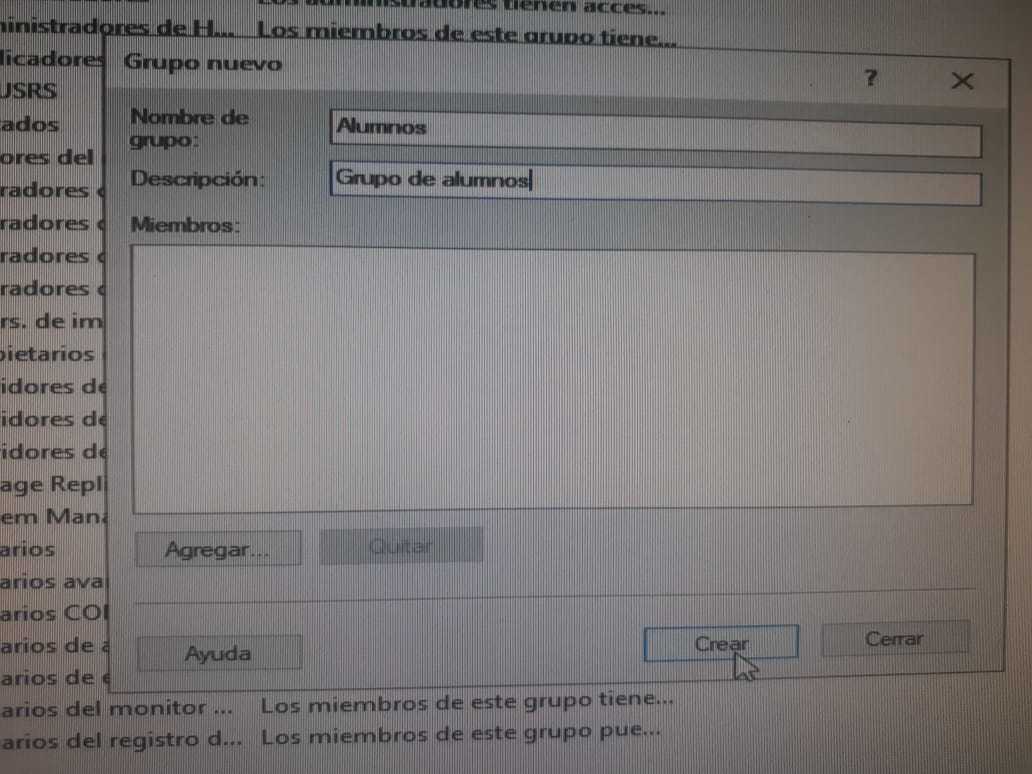 Los administradores tienen acces...
ministradores de H... Los miembros de este grupo tiene...
Grupo nuevo
?
dicadores
USRS
ados
ores del
Nombre de
grupo:
Alumnos
Descripción:
Grupo de alumnos
radores
radores
Miembros:
radores
radores
rs. de im
pietarios
idores de
idores de
idores de
age Repl
em Mana
arios
Agregar...
Quitar
arios ava
arios CO
arios de a
Ayuda
Crear
Cerrar
arios de e
arios del monitor ... Los miembros de este grupo tiene...
arios del registro d... Los miembros de este grupo pue...